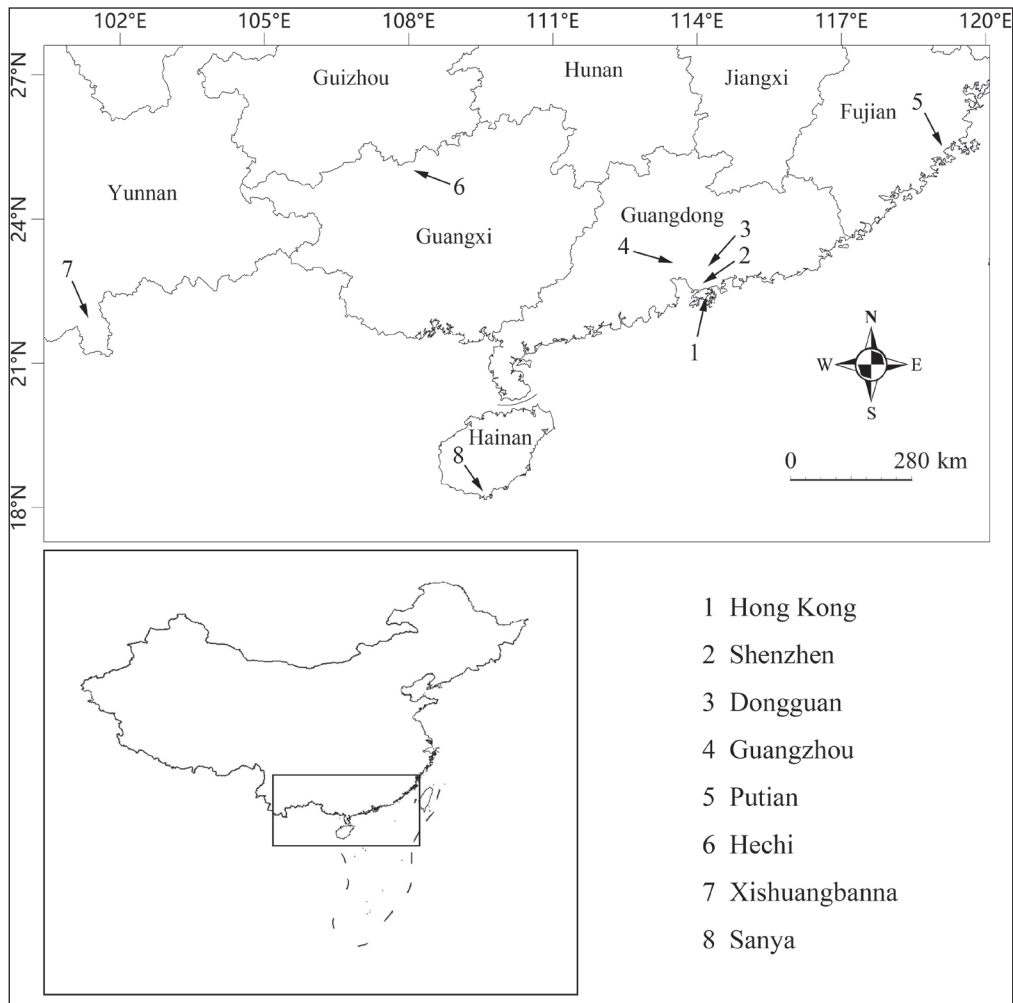 102°E 105°E 108°E 111°E 114°E 117°E 120°E
27°N
24°N
21°N
18°N
Guizhou
Hunan
Jiangxi
Fujian
5
Yunnan
6
Guangxi
Guangdong
3
4
2
7
1
N
W E
S
Hainan
8
0 280 km
1 Hong Kong
2 Shenzhen
3 Dongguan
4 Guangzhou
5 Putian
6 Hechi
7 Xishuangbanna
8 Sanya